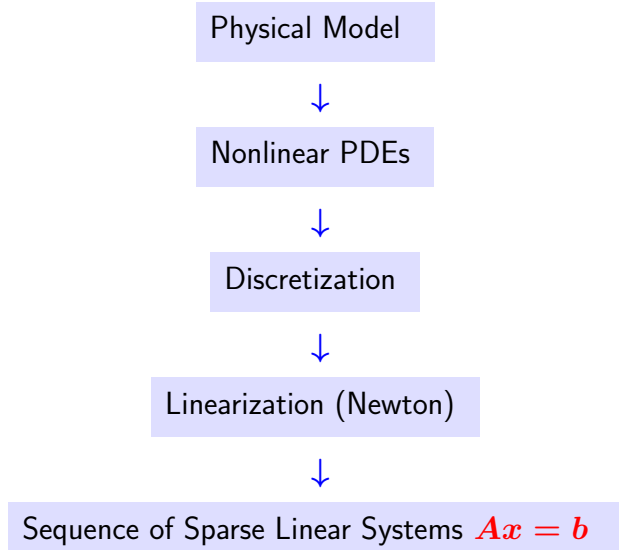 Physical Model
↓
Nonlinear PDEs
↓
Discretization
↓
Linearization (Newton)
↓
Sequence of Sparse Linear Systems Ax = b